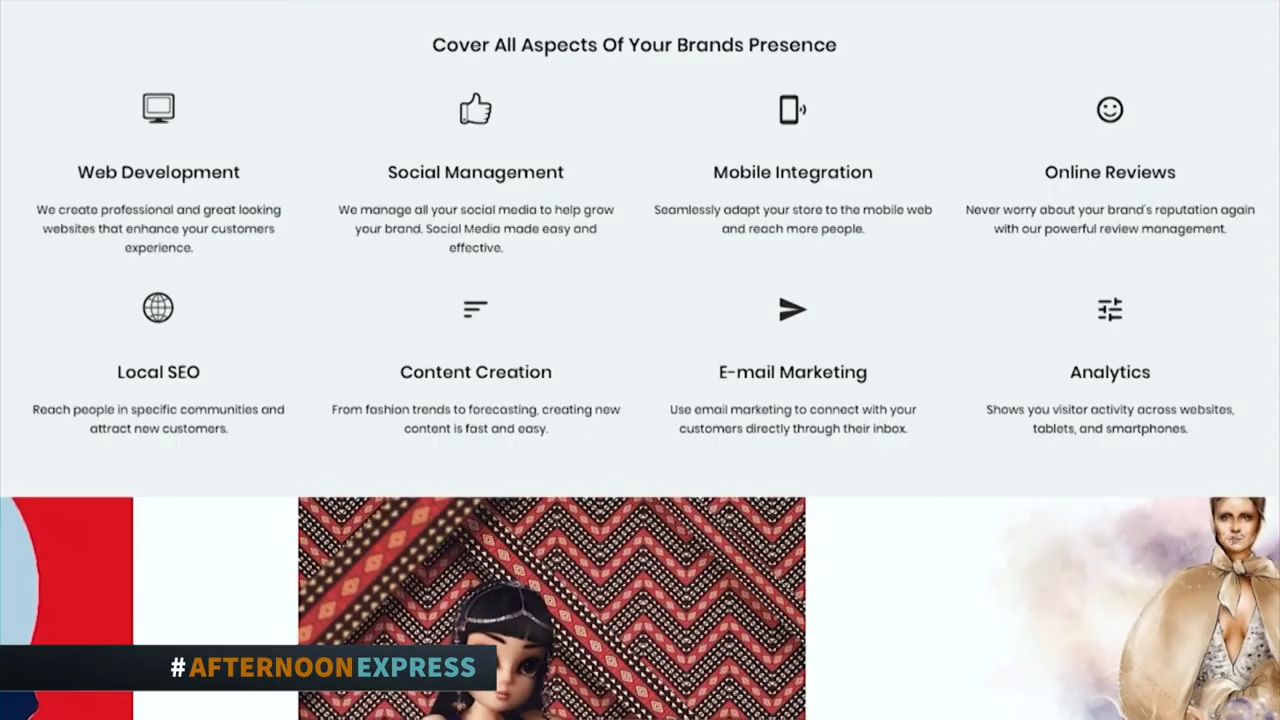 Cover All Aspects Of Your Brands Presence
Web Development
We create professional and great looking
websites that enhance your customers
experience.
Social Management
We manage all your social media to help grow
your brand. Social Media made easy and
effective.
Mobile Integration
Seamlessly adapt your store to the mobile web
and reach more people.
Online Reviews
Never worry about your brand's reputation again
with our powerful review management.
Local SEO
Reach people in specific communities and
attract new customers.
Content Creation
From fashion trends to forecasting, creating new
content is fast and easy.
E-mail Marketing
Use email marketing to connect with your
customers directly through their inbox.
Analytics
Shows you visitor activity across websites,
tablets, and smartphones.
#AFTERNOONEXPRESS